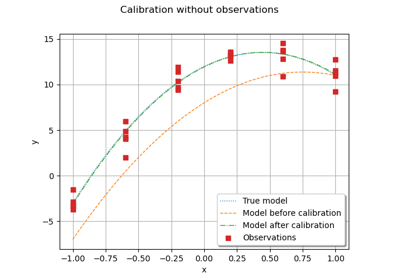 Calibration without observations
15
10
y
5
0
−5
True model
Model before calibration
Model after calibration
Observations
−1.00 −0.75 −0.50 −0.25 0.00 0.25 0.50 0.75 1.00
x